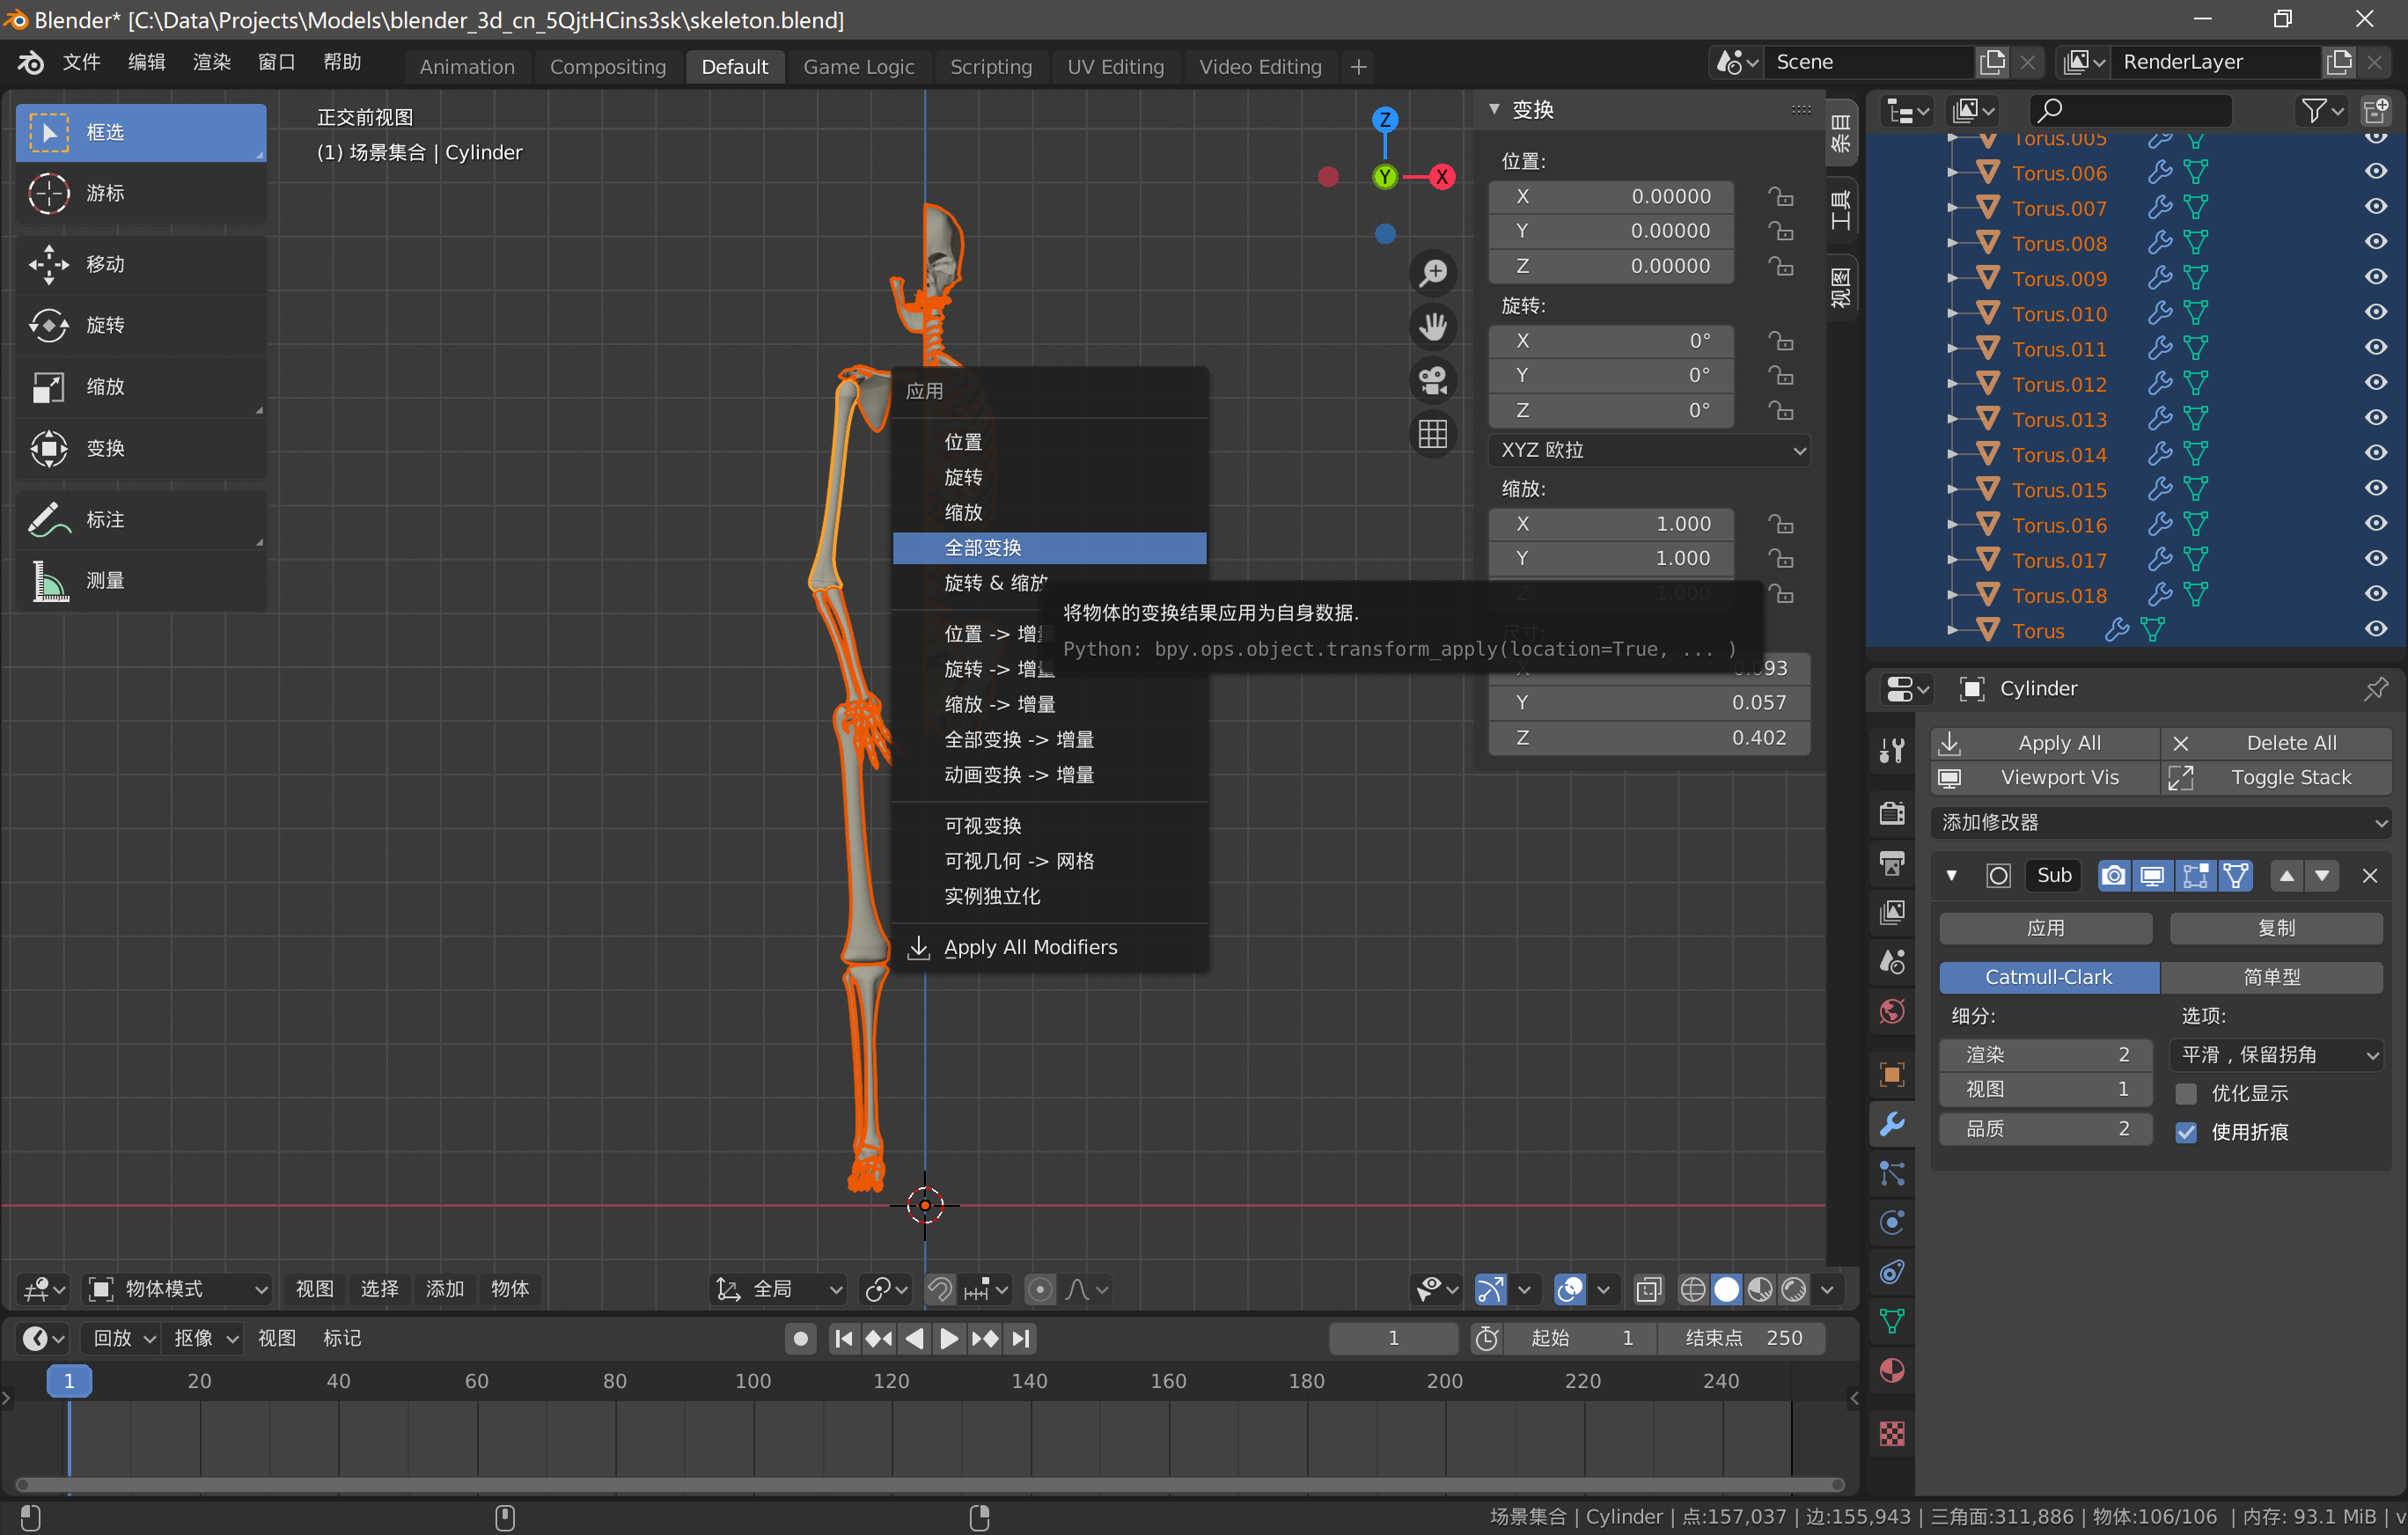 Blender* [C:\Data\Projects\Models\blender_3d_cn_5QjtHCins3sk\skeleton.blend]
文件 编辑 渲染 窗口 帮助 Animation Compositing Default Game Logic Scripting UV Editing Video Editing + Scene RenderLayer
框选
游标
移动
旋转
缩放
变换
标注
测量
正交前视图
(1) 场景集合 | Cylinder
Z
Y
X
应用
位置
旋转
缩放
全部变换
旋转 & 缩放
位置 -> 增量
旋转 -> 增量
缩放 -> 增量
全部变换 -> 增量
动画变换 -> 增量
可视变换
可视几何 -> 网格
实例独立化
Apply All Modifiers
将物体的变换结果应用为自身数据.
Python: bpy.ops.object.transform_apply(location=True, ... )
变换
位置:
X 0.00000
Y 0.00000
Z 0.00000
旋转:
X 0°
Y 0°
Z 0°
XYZ 欧拉
缩放:
X 1.000
Y 1.000
Z 1.000
尺寸:
X 0.093
Y 0.057
Z 0.402
条目
工具
视图
Torus.005
Torus.006
Torus.007
Torus.008
Torus.009
Torus.010
Torus.011
Torus.012
Torus.013
Torus.014
Torus.015
Torus.016
Torus.017
Torus.018
Torus
Cylinder
Apply All Delete All
Viewport Vis Toggle Stack
添加修改器
Sub
应用 复制
Catmull-Clark 简单型
细分: 选项:
渲染 2 平滑，保留拐角
视图 1 优化显示
品质 2 使用折痕
物体模式 视图 选择 添加 物体 全局
回放 抠像 视图 标记 1 起始 1 结束点 250
1 20 40 60 80 100 120 140 160 180 200 220 240
场景集合 | Cylinder | 点:157,037 | 边:155,943 | 三角面:311,886 | 物体:106/106 | 内存: 93.1 MiB | v